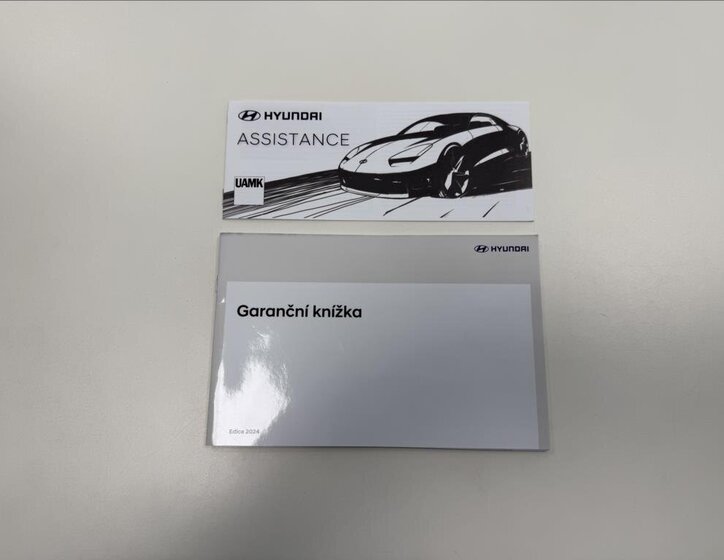 HYUNDAI
ASSISTANCE
UAMK
HYUNDAI
Garanční knížka
Edice 2024